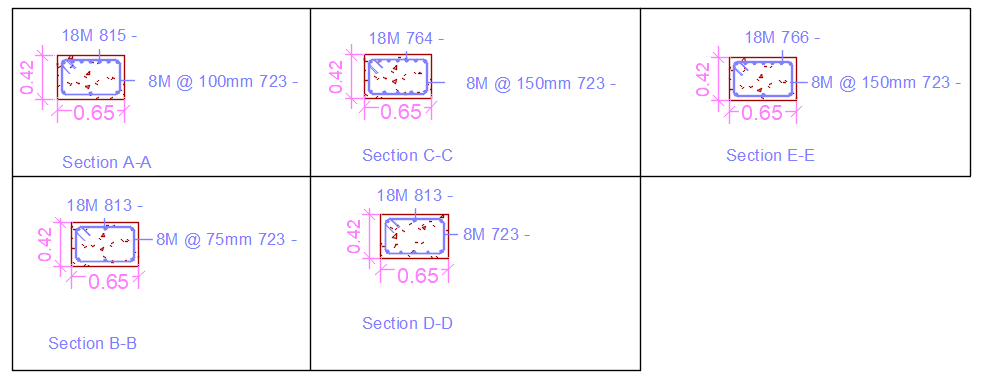 18M 815 -
0.42
8M @ 100mm 723 -
0.65
Section A-A
18M 764 -
0.42
8M @ 150mm 723 -
0.65
Section C-C
18M 766 -
0.42
8M @ 150mm 723 -
0.65
Section E-E
18M 813 -
0.42
8M @ 75mm 723 -
0.65
Section B-B
18M 813 -
0.42
8M 723 -
0.65
Section D-D